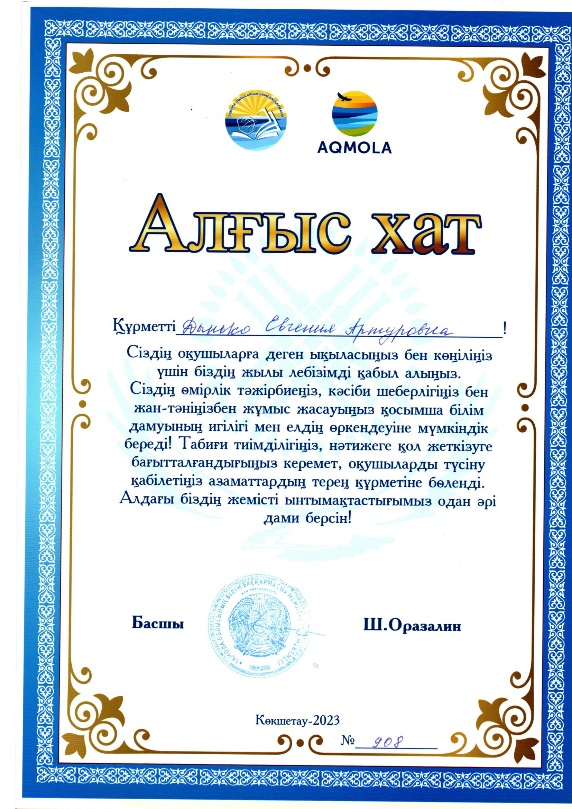 AQMOLA
Алғыс хат
Құрметті Дынько Евгения Артуровна!
Сіздің оқушыларға деген ықыласыңыз бен көңіліңіз
үшін біздің жылы лебізімді қабыл алыңыз.
Сіздің өмірлік тәжірбиеңіз, кәсіби шеберлігіңіз бен
жан-тәніңізбен жұмыс жасауыңыз қосымша білім
дамуының игілігі мен елдің өркендеуіне мүмкіндік
береді! Табиғи тиімділігіңіз, нәтижеге қол жеткізуге
бағытталғандығыңыз керемет, оқушыларды түсіну
қабілетіңіз азаматтардың терең құрметіне бөленді.
Алдағы біздің жемісті ынтымақтастығымыз одан әрі
дами берсін!
Басшы Ш.Оразалин
Көкшетау-2023
№ 908